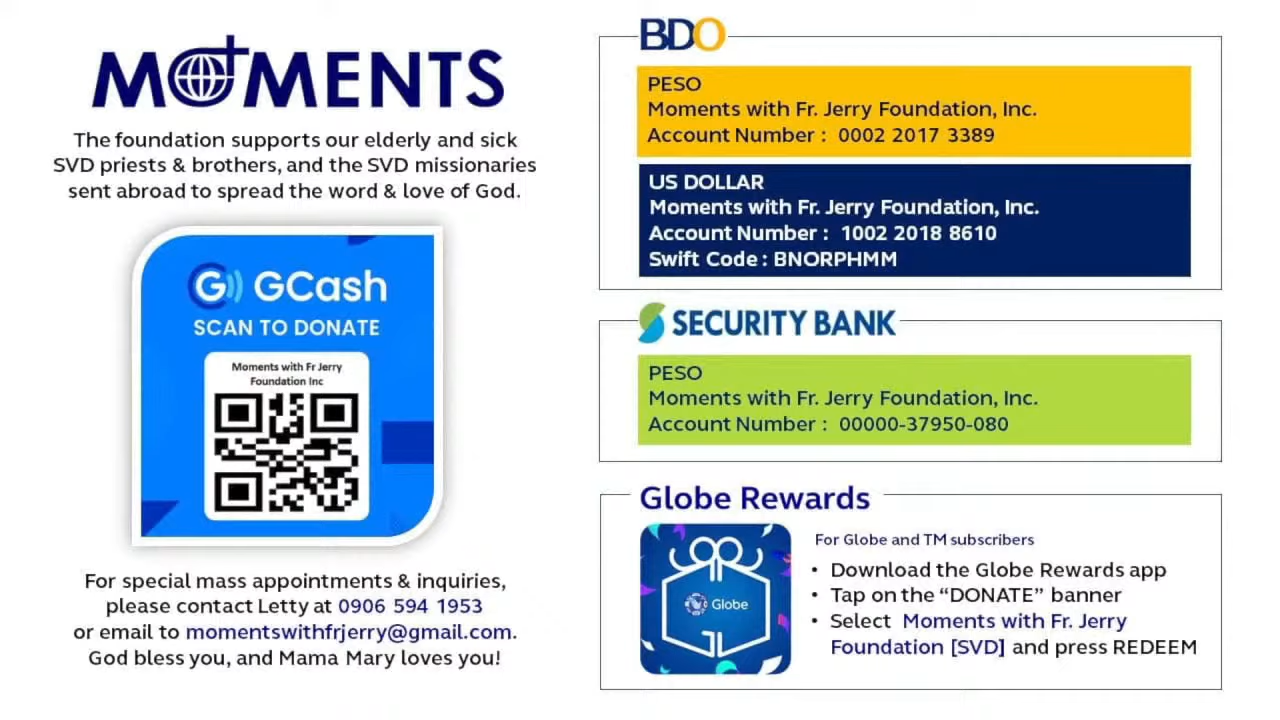 MOMENTS
The foundation supports our elderly and sick
SVD priests & brothers, and the SVD missionaries
sent abroad to spread the word & love of God.
GCash
SCAN TO DONATE
Moments with Fr Jerry
Foundation Inc
For special mass appointments & inquiries,
please contact Letty at 0906 594 1953
or email to momentswithfrjerry@gmail.com.
God bless you, and Mama Mary loves you!
BDO
PESO
Moments with Fr. Jerry Foundation, Inc.
Account Number : 0002 2017 3389
US DOLLAR
Moments with Fr. Jerry Foundation, Inc.
Account Number : 1002 2018 8610
Swift Code : BNORPHMM
SECURITY BANK
PESO
Moments with Fr. Jerry Foundation, Inc.
Account Number : 00000-37950-080
Globe Rewards
Globe
For Globe and TM subscribers
• Download the Globe Rewards app
• Tap on the “DONATE” banner
• Select Moments with Fr. Jerry
Foundation [SVD] and press REDEEM